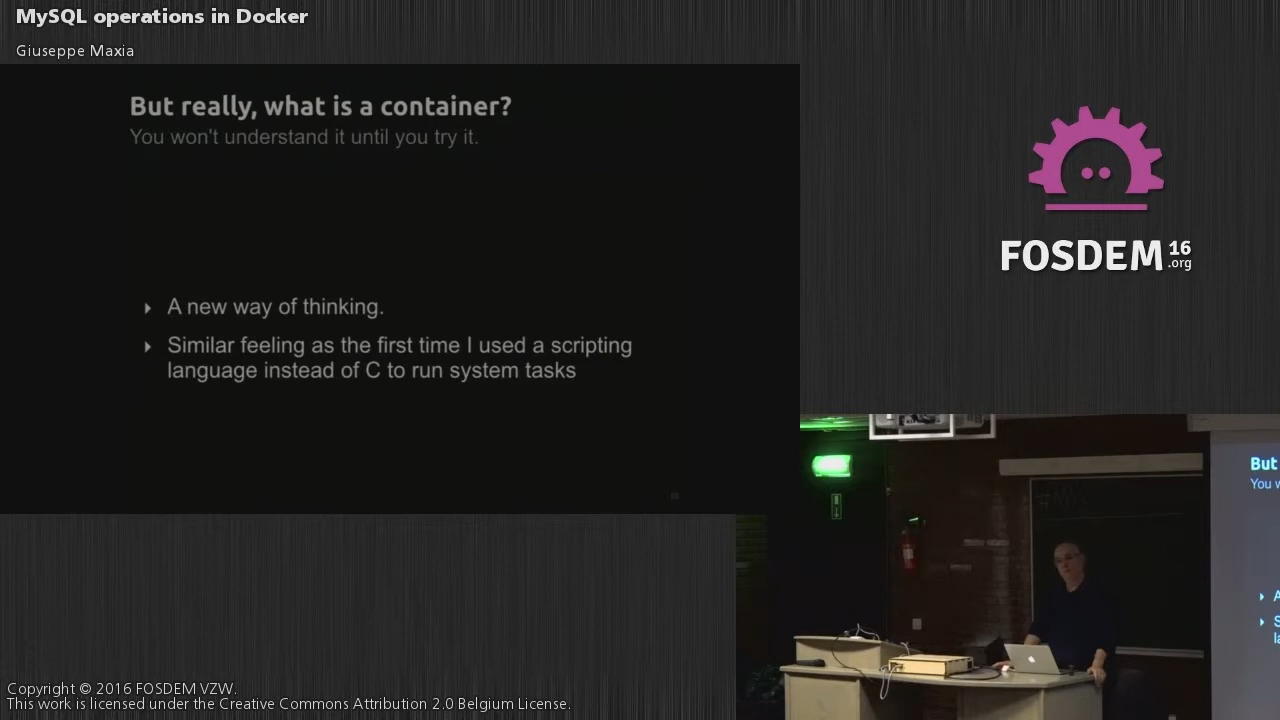 MySQL operations in Docker
Giuseppe Maxia
But really, what is a container?
You won't understand it until you try it.
A new way of thinking.
Similar feeling as the first time I used a scripting
language instead of C to run system tasks
FOSDEM 16
.org
But
You w
A
S
la
Copyright © 2016 FOSDEM VZW.
This work is licensed under the Creative Commons Attribution 2.0 Belgium License.